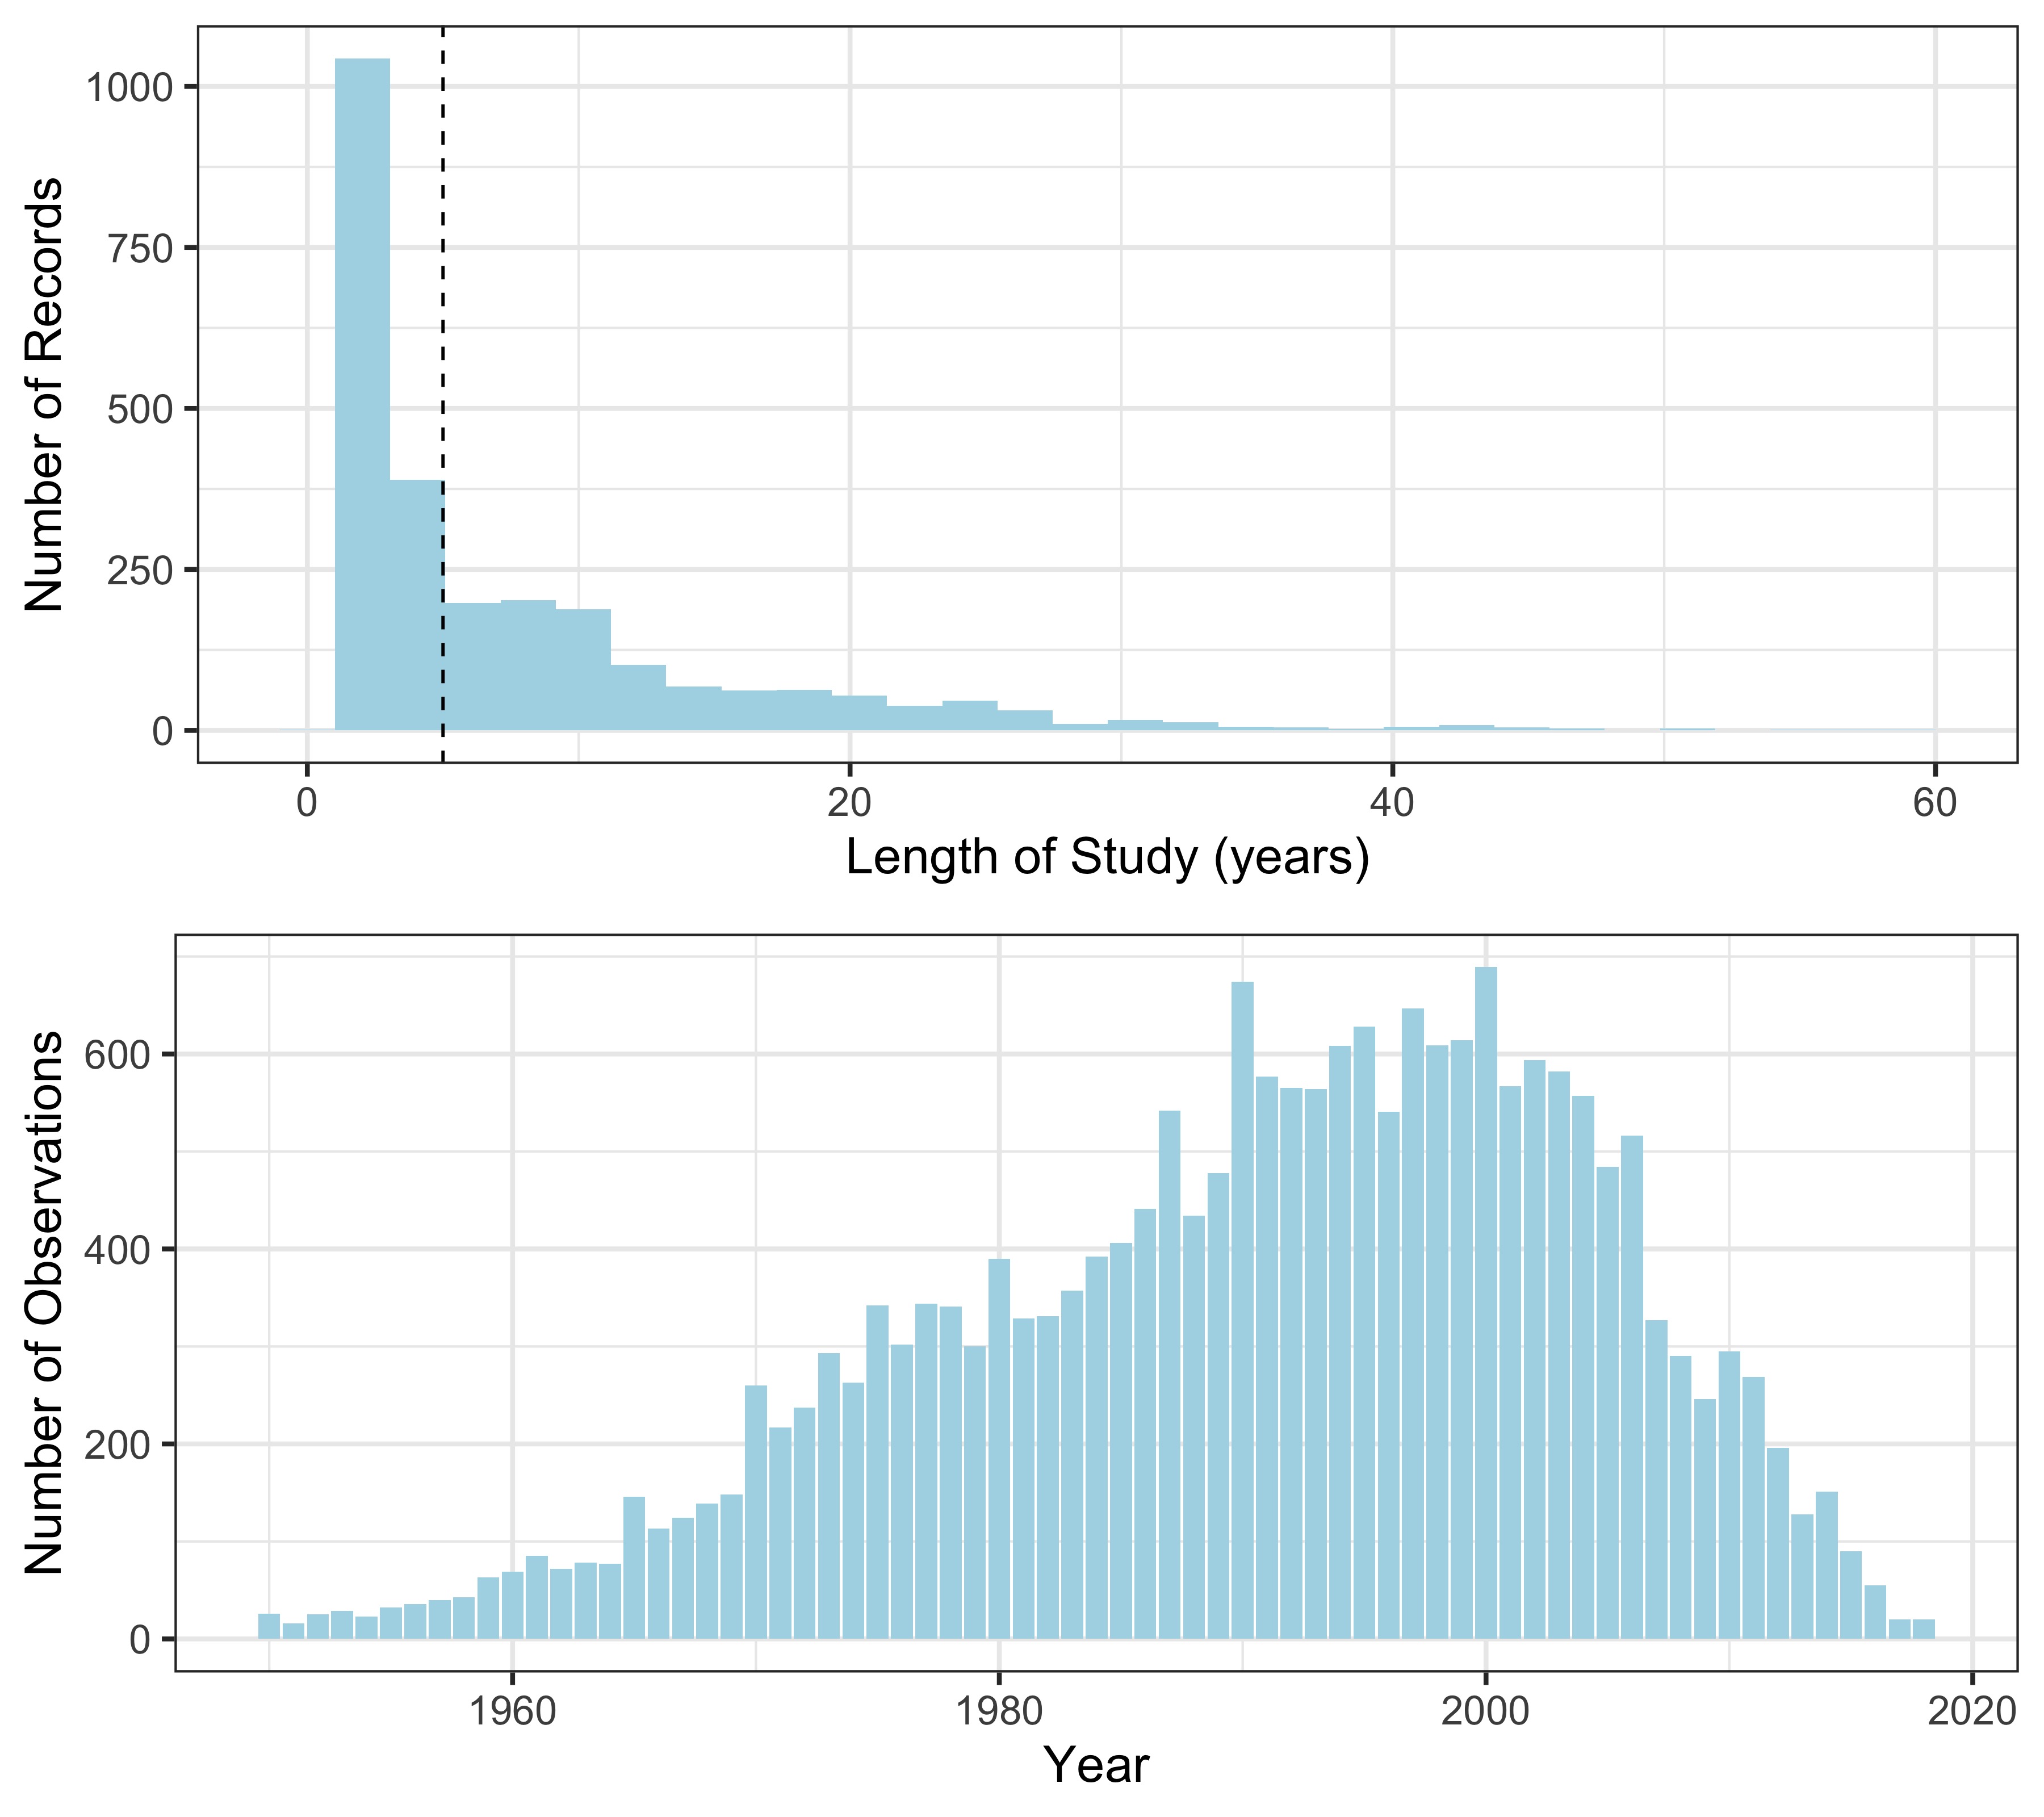 Number of Records
1000
750
500
250
0
0 20 40 60
Length of Study (years)
Number of Observations
600
400
200
0
1960 1980 2000 2020
Year